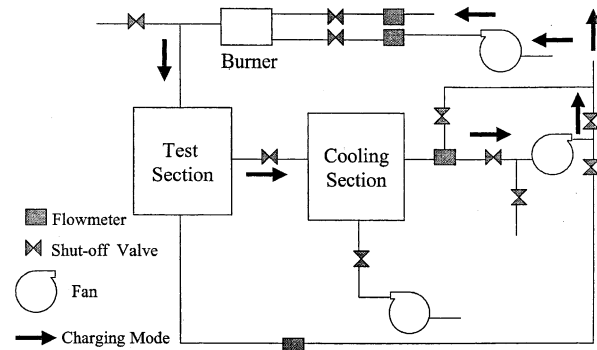 Burner
Test
Section
Cooling
Section
Flowmeter
Shut-off Valve
Fan
Charging Mode